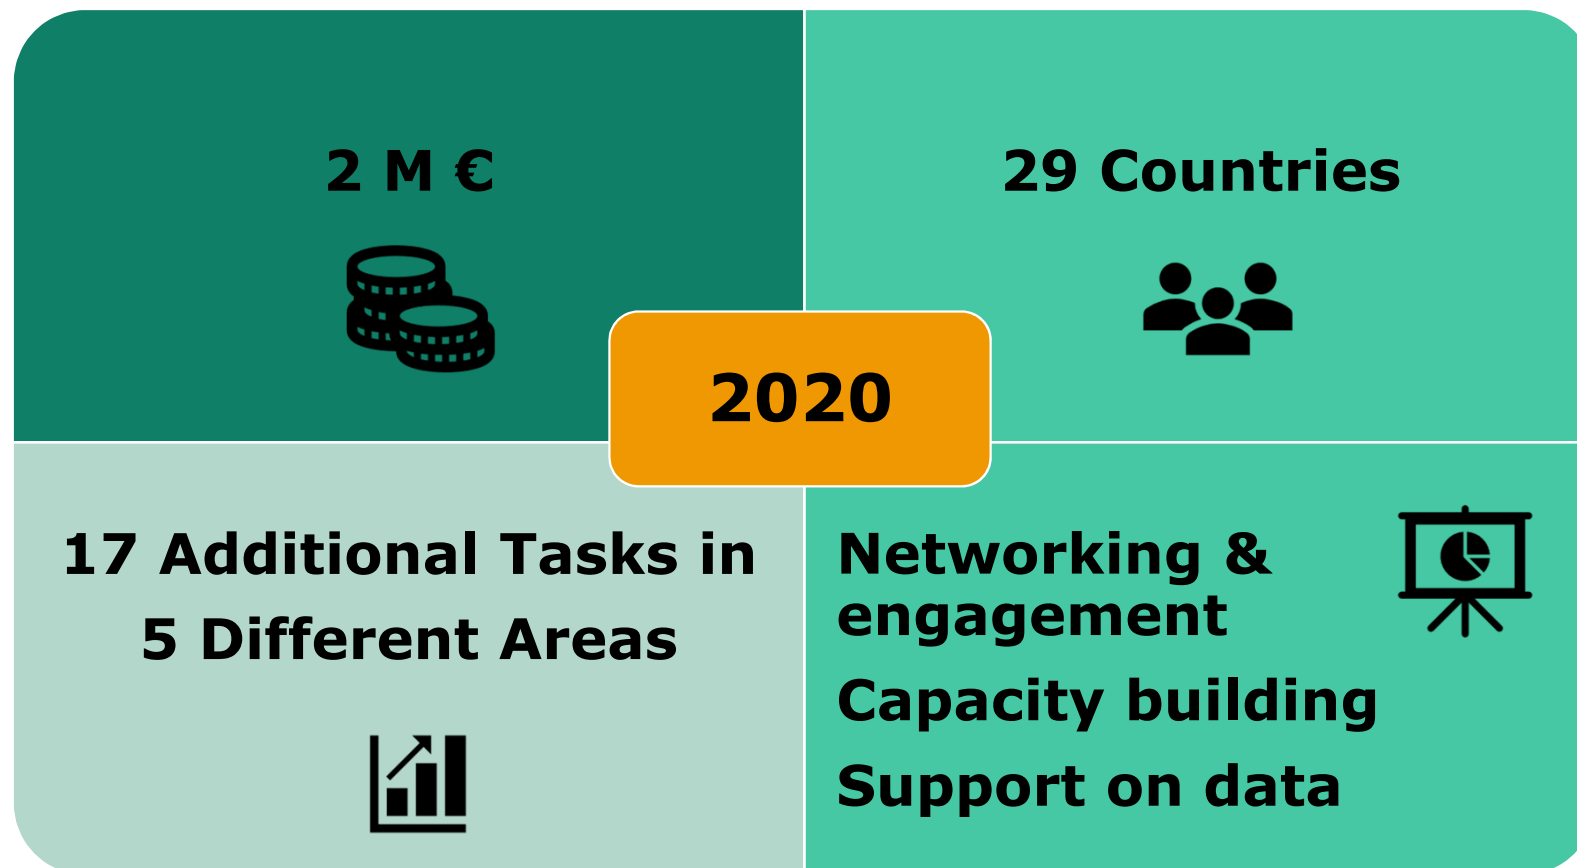 2 M €
29 Countries
2020
17 Additional Tasks in
5 Different Areas
Networking &
engagement
Capacity building
Support on data